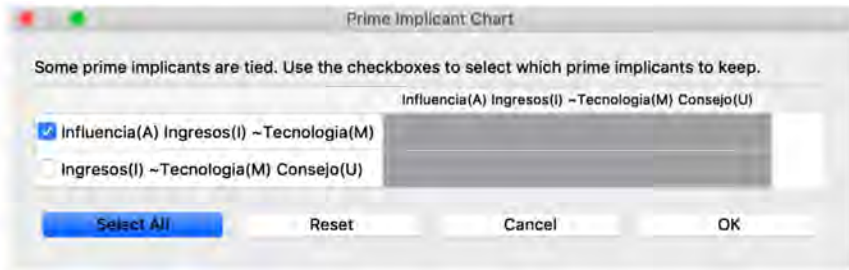 Prime Implicant Chart
Some prime implicants are tied. Use the checkboxes to select which prime implicants to keep.
Influencia(A) Ingresos(I) ~Tecnologia(M) Consejo(U)
Influencia(A) Ingresos(I) ~Tecnologia(M)
Ingresos(I) ~Tecnologia(M) Consejo(U)
Select All Reset Cancel OK